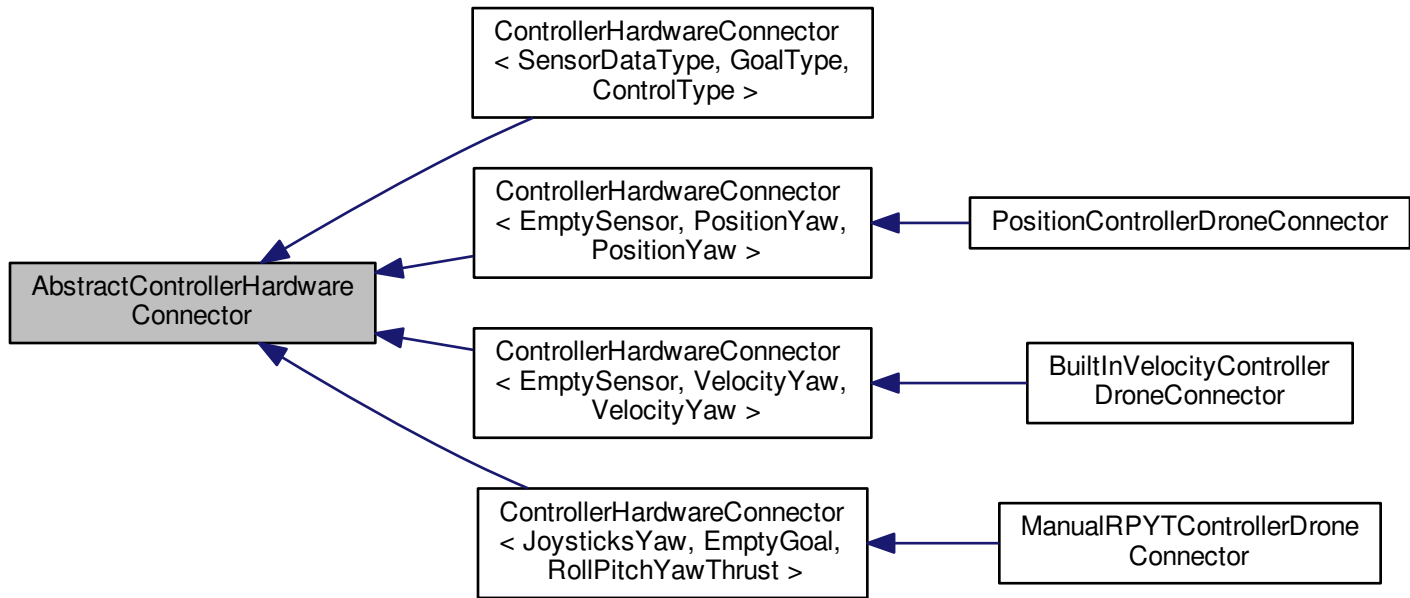 ControllerHardwareConnector
< SensorDataType, GoalType,
ControlType >
ControllerHardwareConnector
< EmptySensor, PositionYaw,
PositionYaw >
PositionControllerDroneConnector
AbstractControllerHardware
Connector
ControllerHardwareConnector
< EmptySensor, VelocityYaw,
VelocityYaw >
BuiltInVelocityController
DroneConnector
ControllerHardwareConnector
< JoysticksYaw, EmptyGoal,
RollPitchYawThrust >
ManualRPYTControllerDrone
Connector